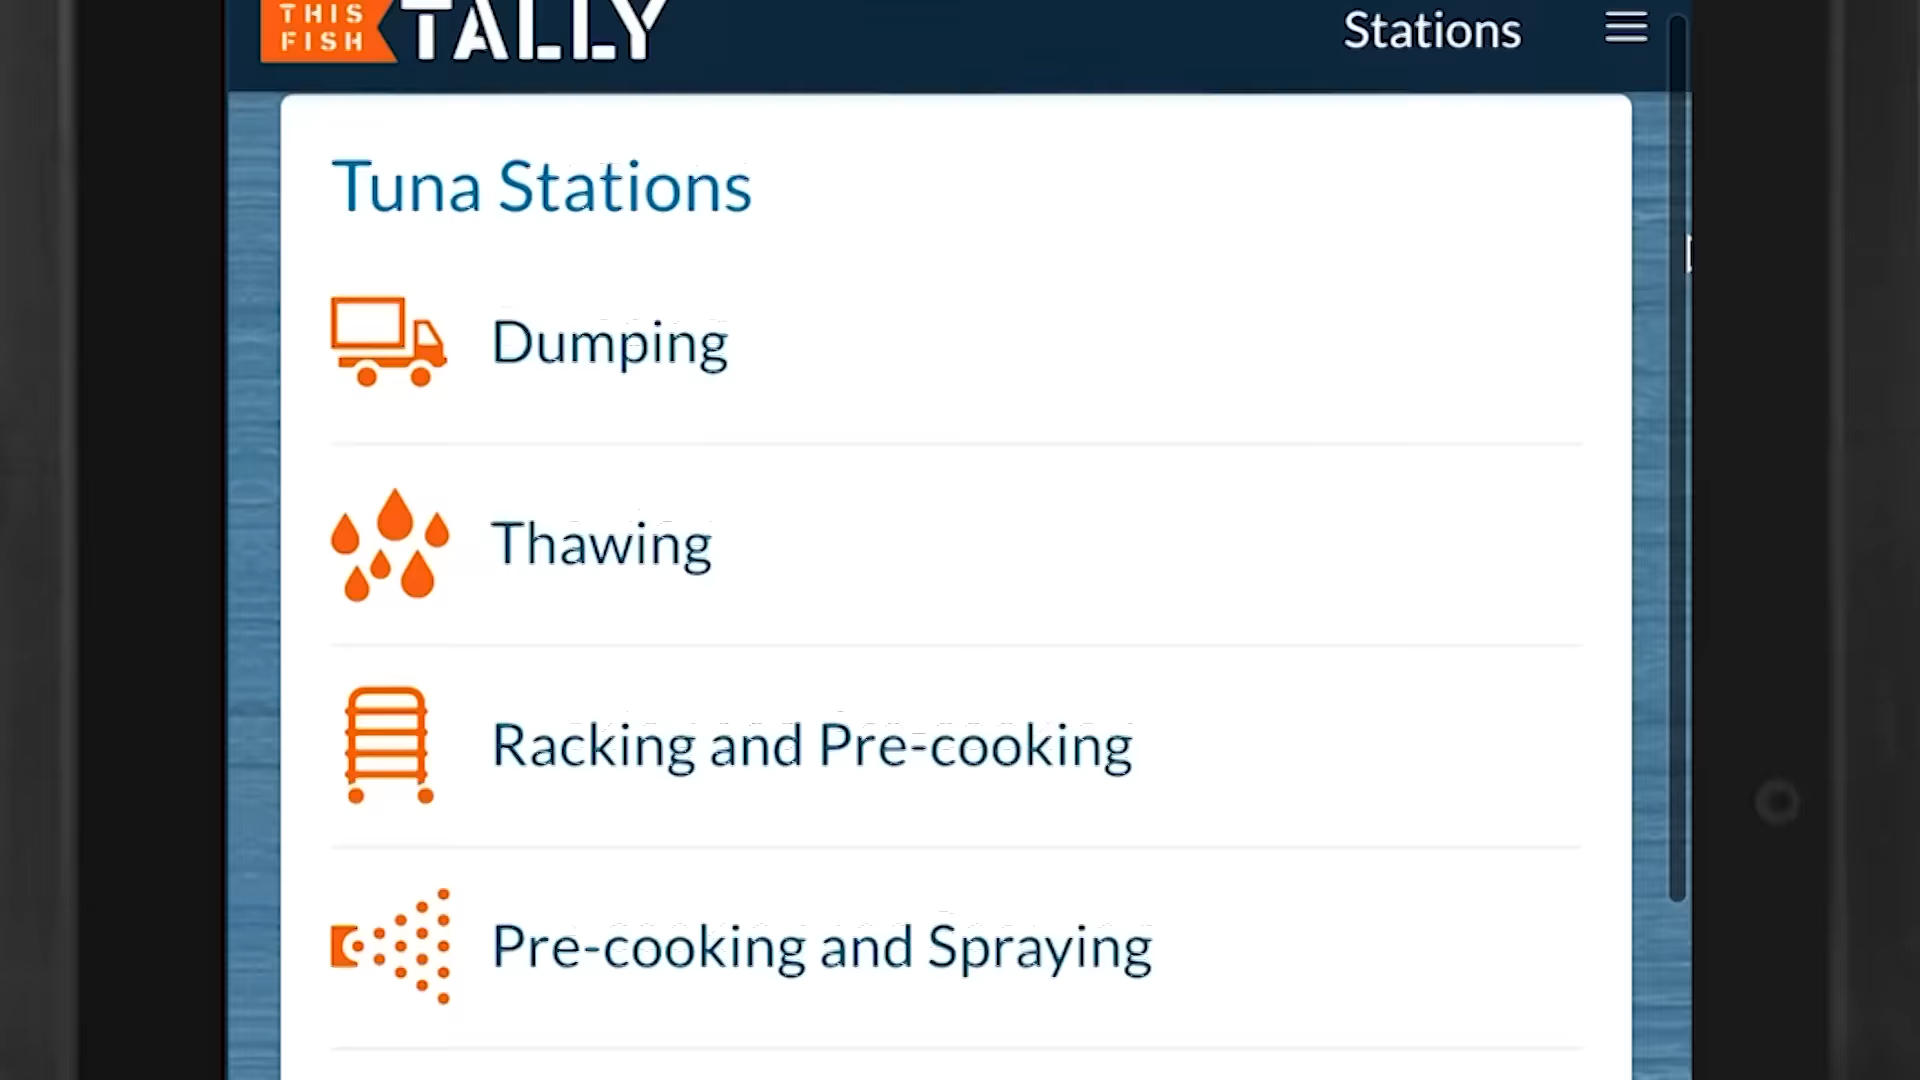 THIS
FISH
TALLY
Stations
Tuna Stations
Dumping
Thawing
Racking and Pre-cooking
Pre-cooking and Spraying